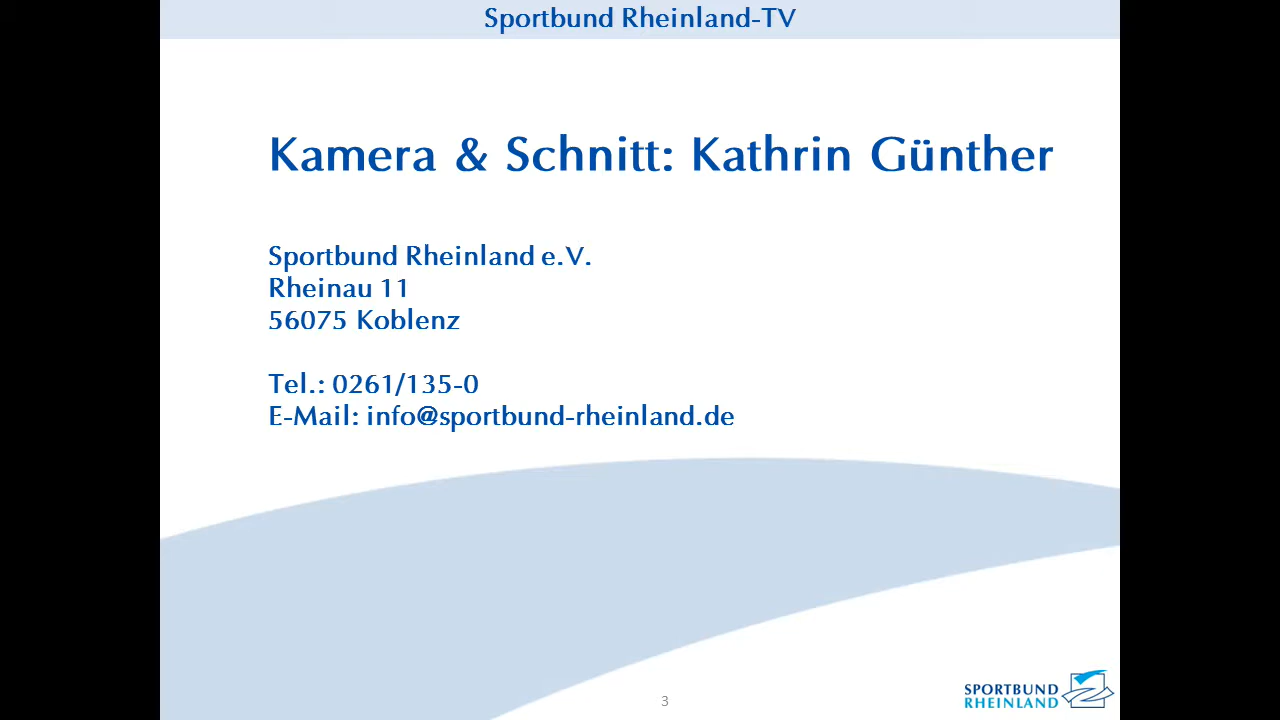 Sportbund Rheinland-TV
Kamera & Schnitt: Kathrin Günther
Sportbund Rheinland e.V.
Rheinau 11
56075 Koblenz
Tel.: 0261/135-0
E-Mail: info@sportbund-rheinland.de
3
SPORTBUND
RHEINLAND